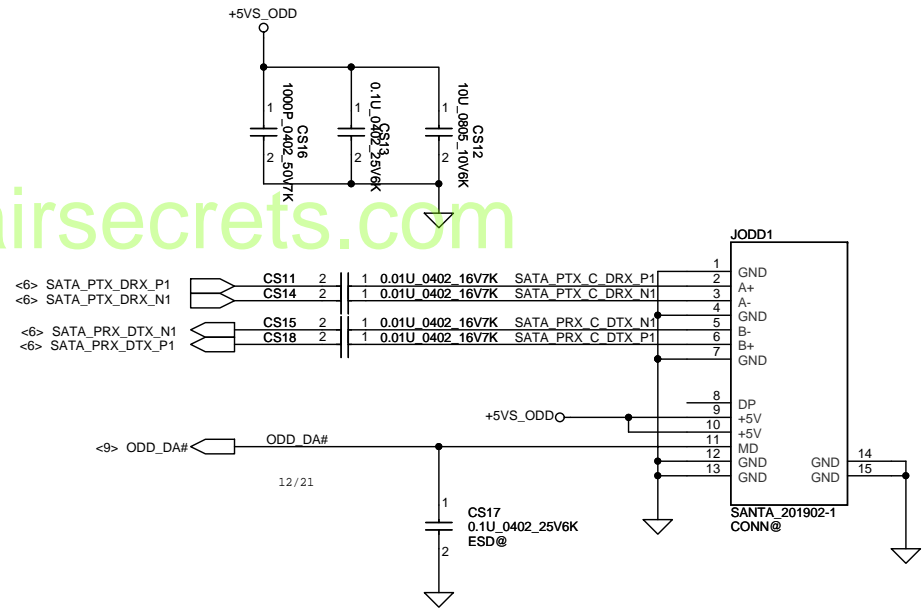 +5VS_ODD
1
2
CS16
1000P_0402_50V7K
1
2
CS13
0.1U_0402_25V6K
1
2
CS12
10U_0805_10V6K
airsecrets.com
JODD1
<6> SATA_PTX_DRX_P1 CS11 2 1 0.01U_0402_16V7K SATA_PTX_C_DRX_P1
<6> SATA_PTX_DRX_N1 CS14 2 1 0.01U_0402_16V7K SATA_PTX_C_DRX_N1
<6> SATA_PRX_DTX_N1 CS15 2 1 0.01U_0402_16V7K SATA_PRX_C_DTX_N1
<6> SATA_PRX_DTX_P1 CS18 2 1 0.01U_0402_16V7K SATA_PRX_C_DTX_P1
1 GND
2 A+
3 A-
4 GND
5 B-
6 B+
7 GND
8 DP
+5VS_ODD
9 +5V
10 +5V
<9> ODD_DA# ODD_DA#
11 MD
12 GND GND 14
13 GND GND 15
12/21
1
2
CS17
0.1U_0402_25V6K
ESD@
SANTA_201902-1
CONN@